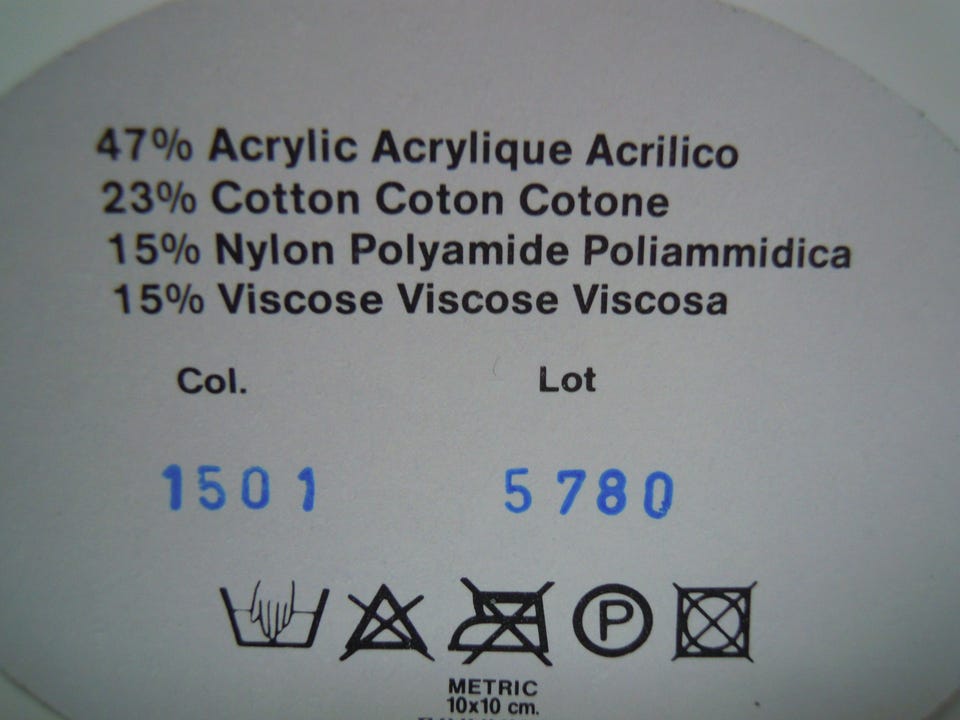 47% Acrylic Acrylique Acrilico
23% Cotton Coton Cotone
15% Nylon Polyamide Poliammidica
15% Viscose Viscose Viscosa
Col. Lot
1501 5780
P
METRIC
10x10 cm.